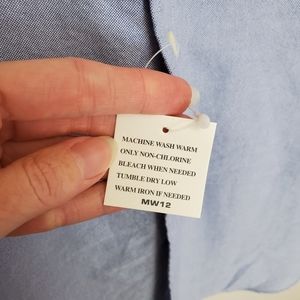 MACHINE WASH WARM
ONLY NON-CHLORINE
BLEACH WHEN NEEDED
TUMBLE DRY LOW
WARM IRON IF NEEDED
MW12